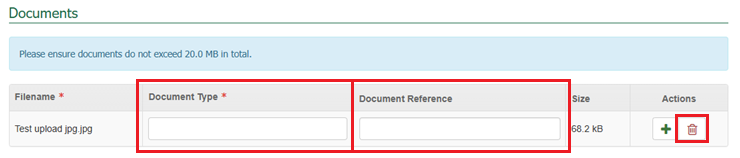 Documents
Please ensure documents do not exceed 20.0 MB in total.
Filename * Document Type * Document Reference Size Actions
Test upload jpg.jpg 68.2 kB